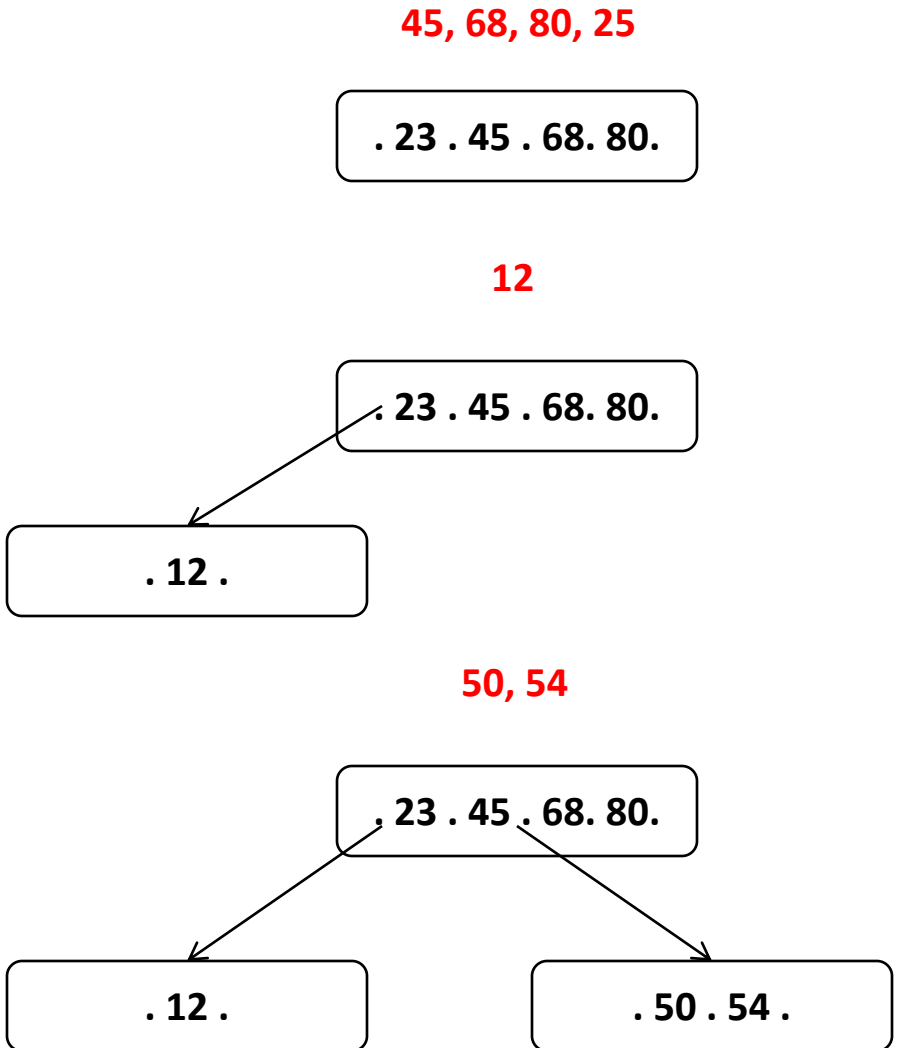 45, 68, 80, 25
. 23 . 45 . 68. 80.
12
. 23 . 45 . 68. 80.
. 12 .
50, 54
. 23 . 45 . 68. 80.
. 12 .
. 50 . 54 .